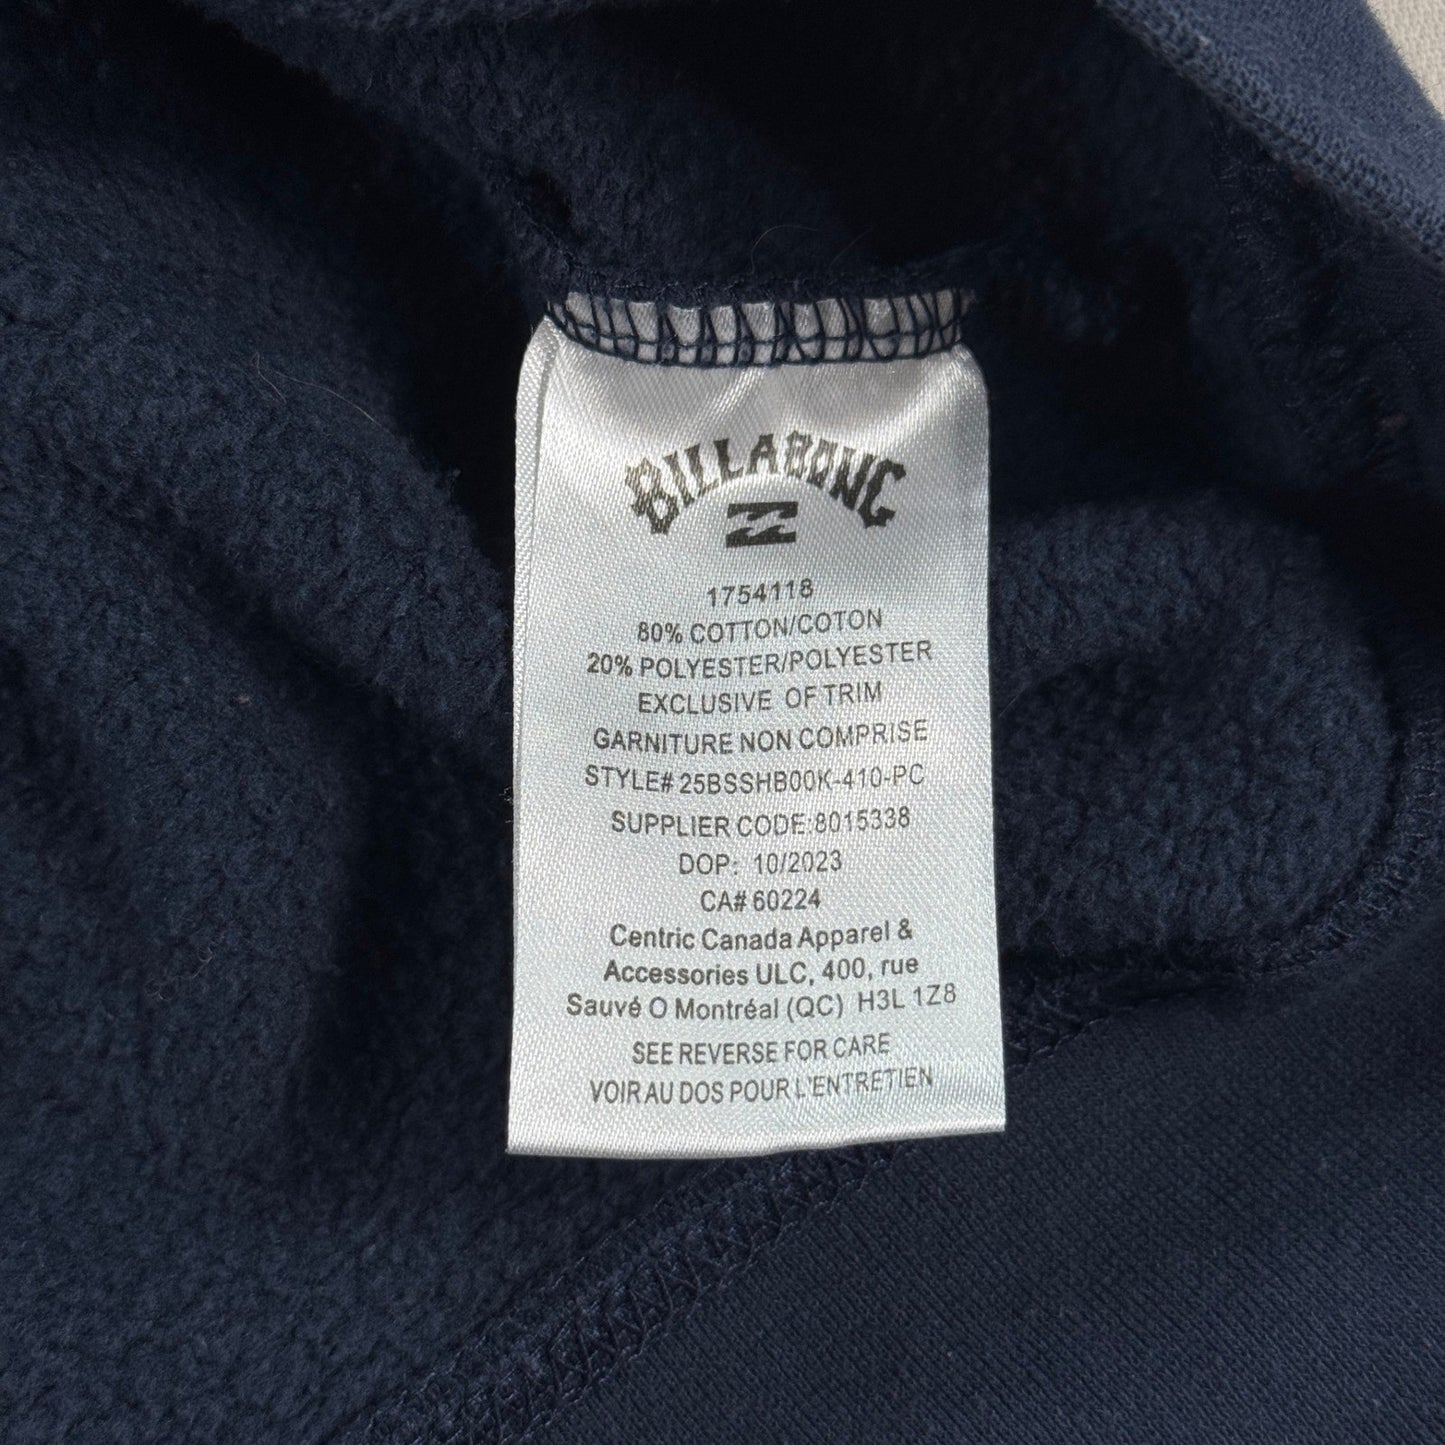 BILLABONG
1754118
80% COTTON/COTON
20% POLYESTER/POLYESTER
EXCLUSIVE OF TRIM
GARNITURE NON COMPRISE
STYLE# 25BSSHB00K-410-PC
SUPPLIER CODE:8015338
DOP: 10/2023
CA# 60224
Centric Canada Apparel &
Accessories ULC, 400, rue
Sauvé O Montréal (QC) H3L 1Z8
SEE REVERSE FOR CARE
VOIR AU DOS POUR L'ENTRETIEN